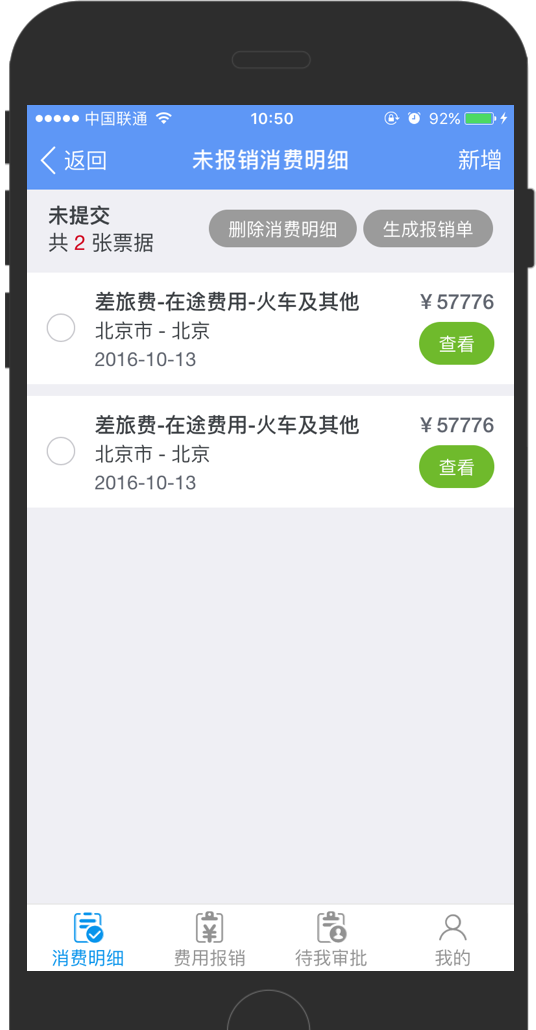 中国联通 10:50 92%
返回 未报销消费明细 新增
未提交
共 2 张票据
删除消费明细 生成报销单
差旅费-在途费用-火车及其他 ¥57776
北京市 - 北京
查看
2016-10-13
差旅费-在途费用-火车及其他 ¥57776
北京市 - 北京
查看
2016-10-13
消费明细 费用报销 待我审批 我的